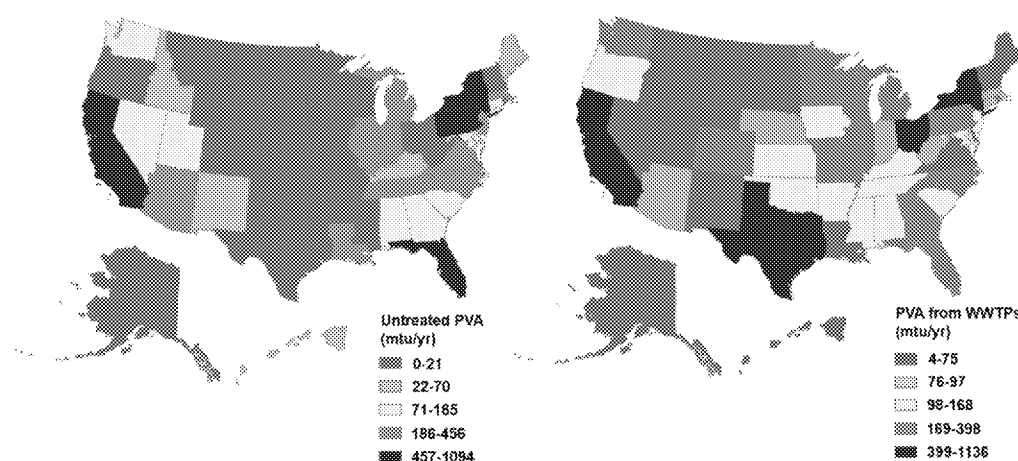 Untreated PVA
(mtu/yr)
0-21
22-70
71-185
186-456
457-1094
PVA from WWTPs
(mtu/yr)
4-75
76-97
98-168
169-398
399-1136